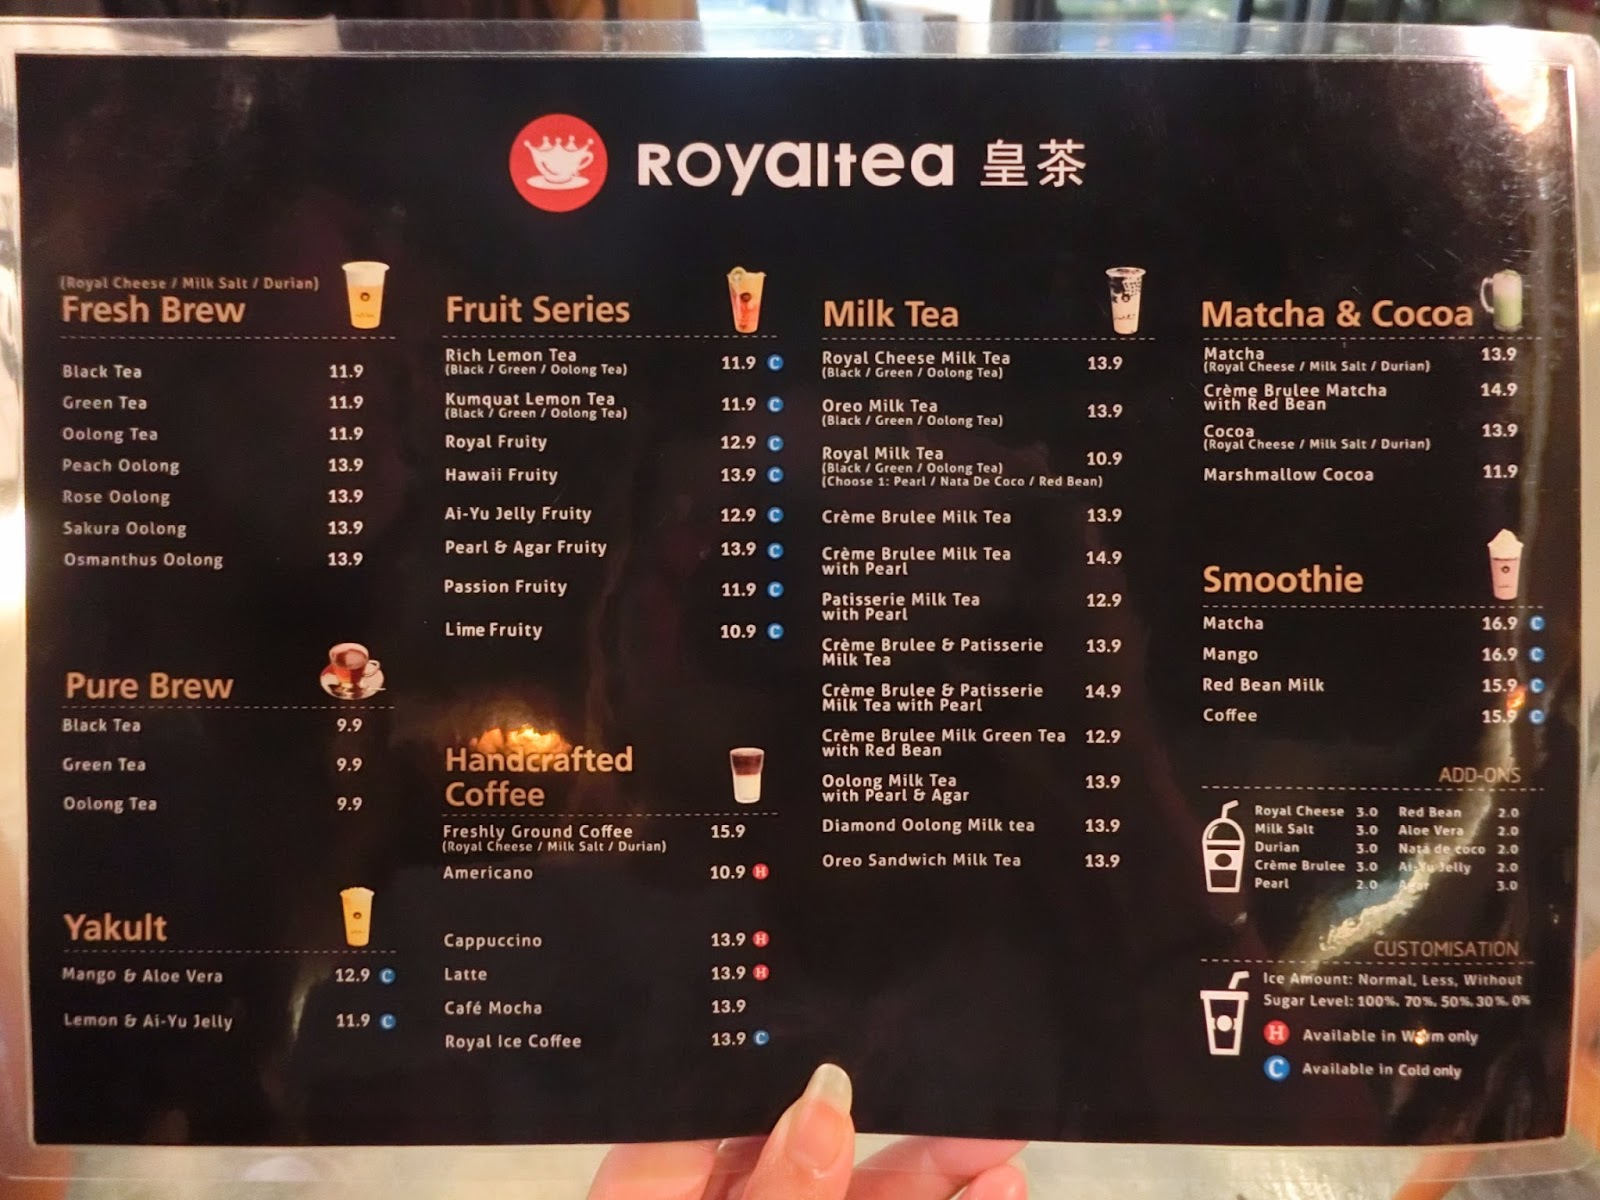 Royaltea 皇茶
(Royal Cheese / Milk Salt / Durian)
Fresh Brew
Black Tea 11.9
Green Tea 11.9
Oolong Tea 11.9
Peach Oolong 13.9
Rose Oolong 13.9
Sakura Oolong 13.9
Osmanthus Oolong 13.9
Pure Brew
Black Tea 9.9
Green Tea 9.9
Oolong Tea 9.9
Yakult
Mango & Aloe Vera 12.9 C
Lemon & Ai-Yu Jelly 11.9 C
Fruit Series
Rich Lemon Tea 11.9 C
(Black / Green / Oolong Tea)
Kumquat Lemon Tea 11.9 C
(Black / Green / Oolong Tea)
Royal Fruity 12.9 C
Hawaii Fruity 13.9 C
Ai-Yu Jelly Fruity 12.9 C
Pearl & Agar Fruity 13.9 C
Passion Fruity 11.9 C
Lime Fruity 10.9 C
Handcrafted
Coffee
Freshly Ground Coffee 15.9
(Royal Cheese / Milk Salt / Durian)
Americano 10.9 H
Cappuccino 13.9 H
Latte 13.9 H
Café Mocha 13.9
Royal Ice Coffee 13.9 C
Milk Tea
Royal Cheese Milk Tea 13.9
(Black / Green / Oolong Tea)
Oreo Milk Tea 13.9
(Black / Green / Oolong Tea)
Royal Milk Tea 10.9
(Black / Green / Oolong Tea)
(Choose 1: Pearl / Nata De Coco / Red Bean)
Crème Brulee Milk Tea 13.9
Crème Brulee Milk Tea 14.9
with Pearl
Patisserie Milk Tea 12.9
with Pearl
Crème Brulee & Patisserie 13.9
Milk Tea
Crème Brulee & Patisserie 14.9
Milk Tea with Pearl
Crème Brulee Milk Green Tea 12.9
with Red Bean
Oolong Milk Tea 13.9
with Pearl & Agar
Diamond Oolong Milk tea 13.9
Oreo Sandwich Milk Tea 13.9
Matcha & Cocoa
Matcha 13.9
(Royal Cheese / Milk Salt / Durian)
Crème Brulee Matcha 14.9
with Red Bean
Cocoa 13.9
(Royal Cheese / Milk Salt / Durian)
Marshmallow Cocoa 11.9
Smoothie
Matcha 16.9 C
Mango 16.9 C
Red Bean Milk 15.9 C
Coffee 15.9 C
ADD-ONS
Royal Cheese 3.0 Red Bean 2.0
Milk Salt 3.0 Aloe Vera 2.0
Durian 3.0 Nata de coco 2.0
Crème Brulee 3.0 Ai-Yu Jelly 2.0
Pearl 2.0 Agar 3.0
CUSTOMISATION
Ice Amount: Normal, Less, Without
Sugar Level: 100%, 70%, 50%, 30%, 0%
H Available in Warm only
C Available in Cold only